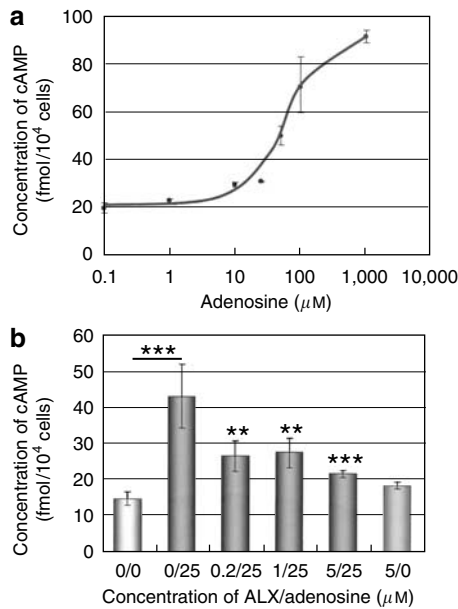 a
Concentration of cAMP
(fmol/10⁴ cells)
100
80
60
40
20
0
0.1 1 10 100 1,000 10,000
Adenosine (μM)
b
Concentration of cAMP
(fmol/10⁴ cells)
60
50
40
30
20
10
0
***
** ** ***
0/0 0/25 0.2/25 1/25 5/25 5/0
Concentration of ALX/adenosine (μM)